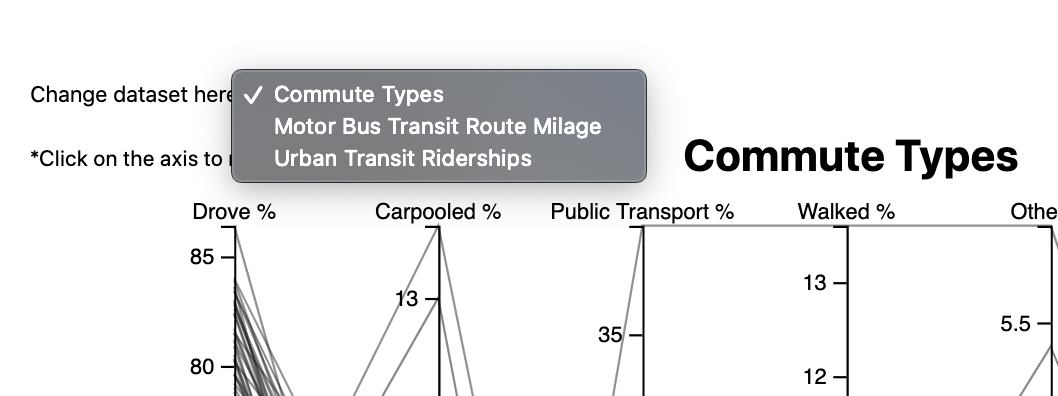 Change dataset here
✓ Commute Types
Motor Bus Transit Route Milage
Urban Transit Riderships
*Click on the axis to
Commute Types
Drove %
Carpooled %
Public Transport %
Walked %
Othe
85
13
13
5.5
35
80
12